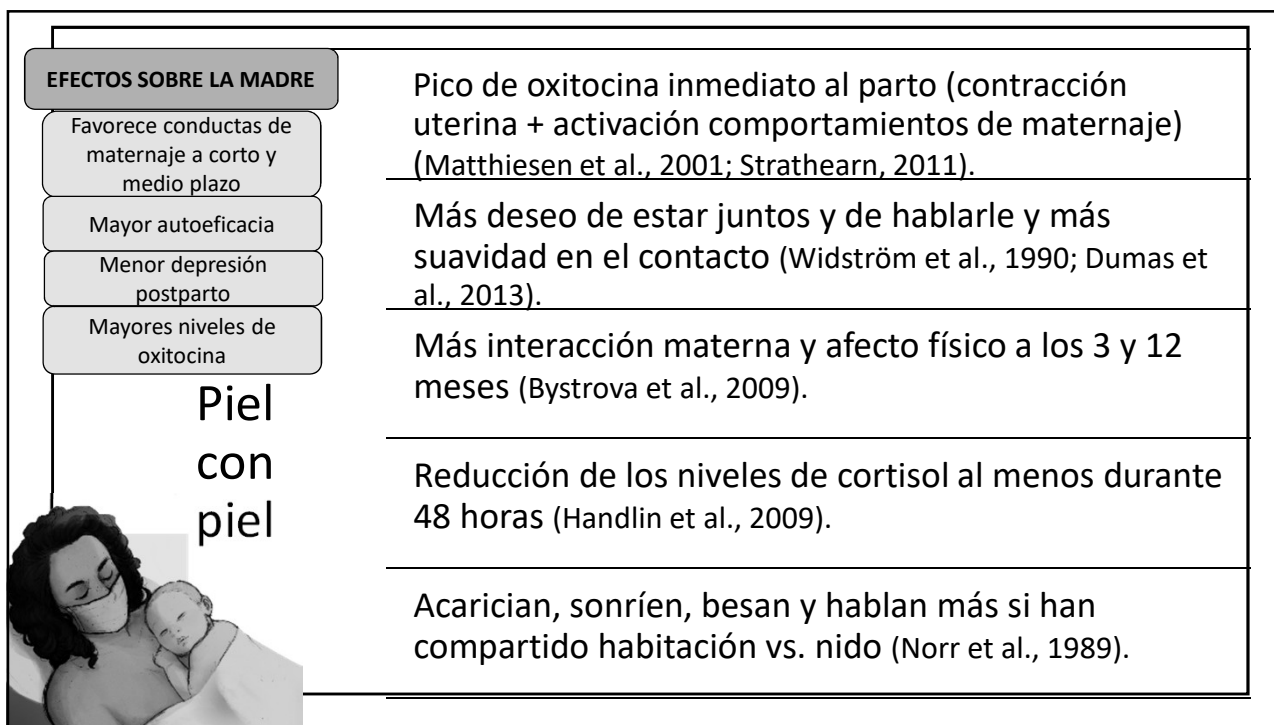 EFECTOS SOBRE LA MADRE
Favorece conductas de
maternaje a corto y
medio plazo
Mayor autoeficacia
Menor depresión
postparto
Mayores niveles de
oxitocina
Piel
con
piel
Pico de oxitocina inmediato al parto (contracción
uterina + activación comportamientos de maternaje)
(Matthiesen et al., 2001; Strathearn, 2011).
Más deseo de estar juntos y de hablarle y más
suavidad en el contacto (Widström et al., 1990; Dumas et
al., 2013).
Más interacción materna y afecto físico a los 3 y 12
meses (Bystrova et al., 2009).
Reducción de los niveles de cortisol al menos durante
48 horas (Handlin et al., 2009).
Acarician, sonríen, besan y hablan más si han
compartido habitación vs. nido (Norr et al., 1989).